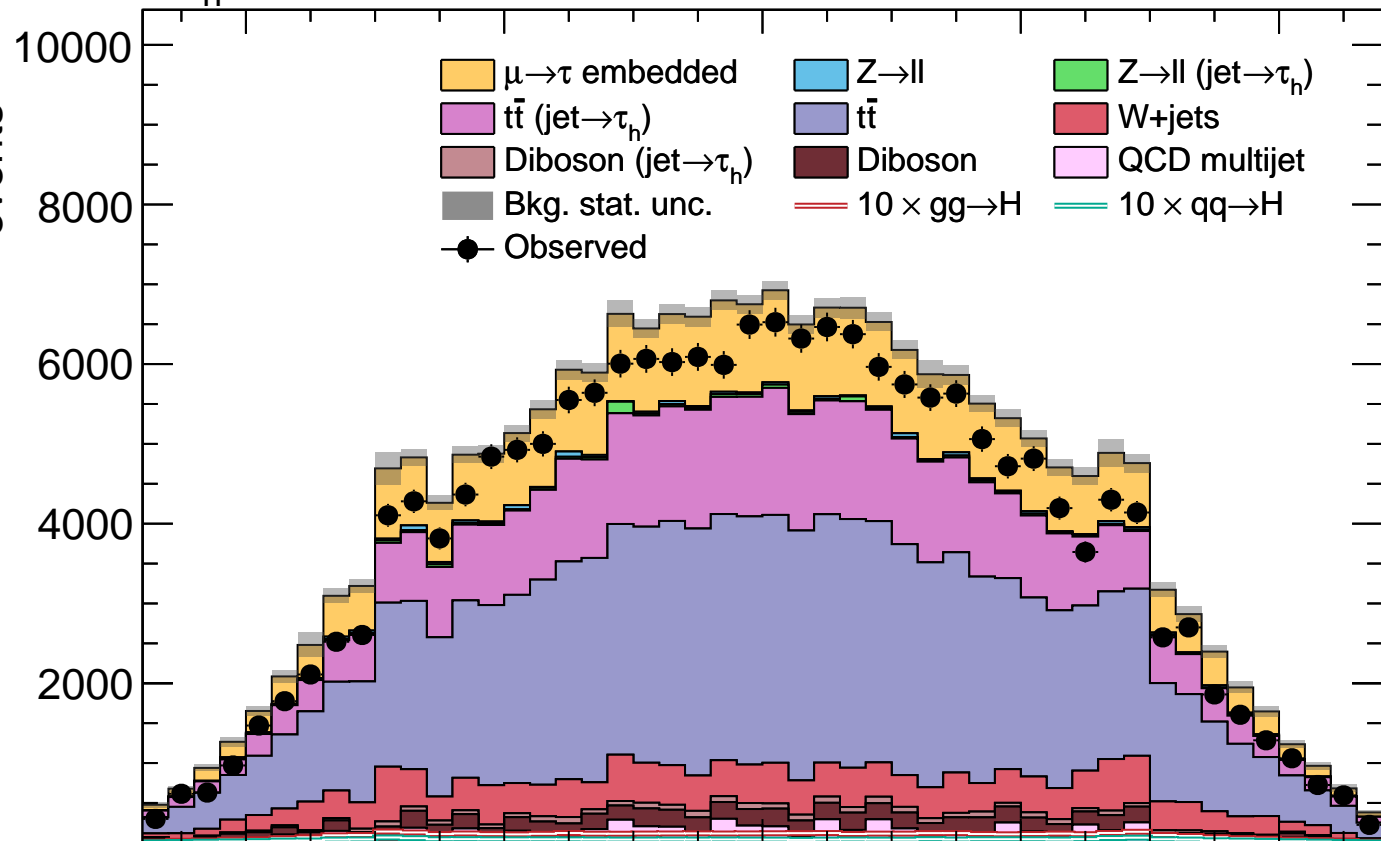 10000
μ→τ embedded Z→ll Z→ll (jet→τh)
tt̄ (jet→τh) tt̄ W+jets
Diboson (jet→τh) Diboson QCD multijet
8000
Bkg. stat. unc. 10 × gg→H 10 × qq→H
Observed
6000
4000
2000